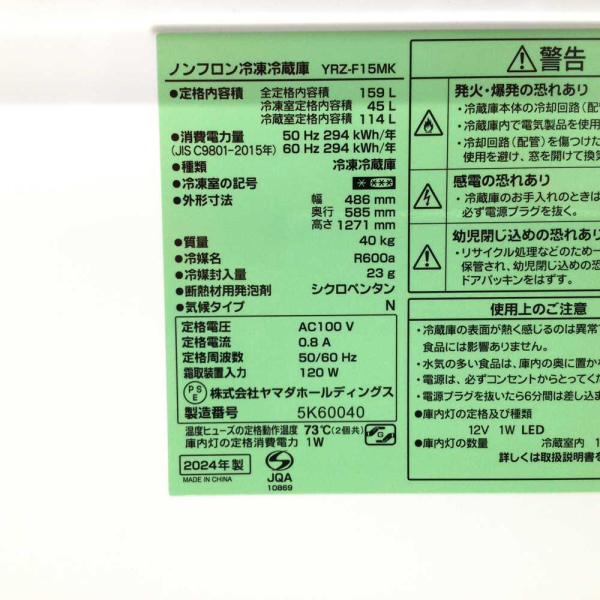 ノンフロン冷凍冷蔵庫 YRZ-F15MK
●定格内容積 全定格内容積 159 L
冷凍室定格内容積 45 L
冷蔵室定格内容積 114 L
●消費電力量 50 Hz 294 kWh/年
(JIS C9801-2015年) 60 Hz 294 kWh/年
●種類 冷凍冷蔵庫
●冷凍室の記号 * ***
●外形寸法 幅 486 mm
奥行 585 mm
高さ 1271 mm
●質量 40 kg
●冷媒名 R600a
●冷媒封入量 23 g
●断熱材用発泡剤 シクロペンタン
●気候タイプ N
定格電圧 AC100 V
定格電流 0.8 A
定格周波数 50/60 Hz
霜取装置入力 120 W
PSE 株式会社ヤマダホールディングス
製造番号 5K60040
温度ヒューズの定格動作温度 73℃(2個共)
庫内灯の定格消費電力 1W
G
2024年製
MADE IN CHINA
JQA
10869
警告
発火・爆発の恐れあり
・冷蔵庫本体の冷却回路(配
・冷蔵庫内で電気製品を使用
・冷却回路(配管)を傷つけた
使用を避け、窓を開けて換気
感電の恐れあり
・冷蔵庫のお手入れのときは
必ず電源プラグを抜く。
幼児閉じ込めの恐れあり
・リサイクル処理などのため一
保管され、幼児閉じ込めの恐
ドアパッキンをはずす。
使用上のご注意
・冷蔵庫の表面が熱く感じるのは異常
食品には影響ありません。
・水気の多い食品は、庫内の奥に置か
・電源は、必ずコンセントからとってく
・電源プラグを抜いたら6分間は差し込
●庫内灯の定格及び種類
12V 1W LED
●庫内灯の数量 冷蔵室内 1
詳しくは取扱説明書を